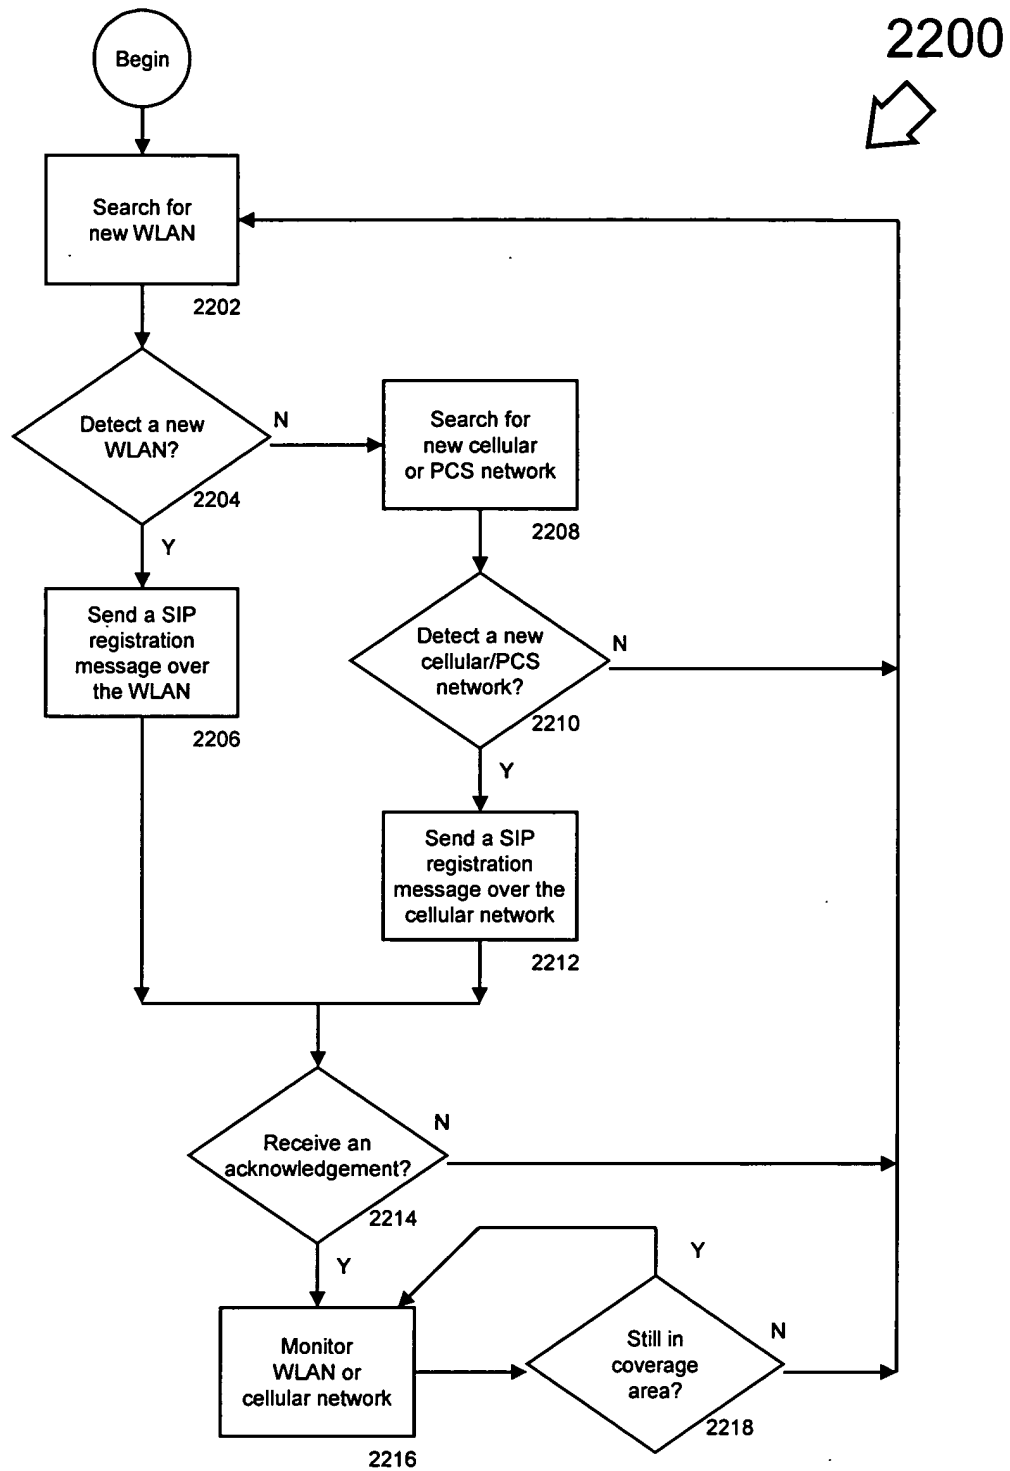 Begin
2200
Search for
new WLAN
2202
Detect a new
WLAN?
N
2204
Y
Search for
new cellular
or PCS network
2208
Send a SIP
registration
message over
the WLAN
2206
Detect a new
cellular/PCS
network?
N
2210
Y
Send a SIP
registration
message over the
cellular network
2212
Receive an
acknowledgement?
N
2214
Y
Monitor
WLAN or
cellular network
2216
Still in
coverage
area?
Y
N
2218